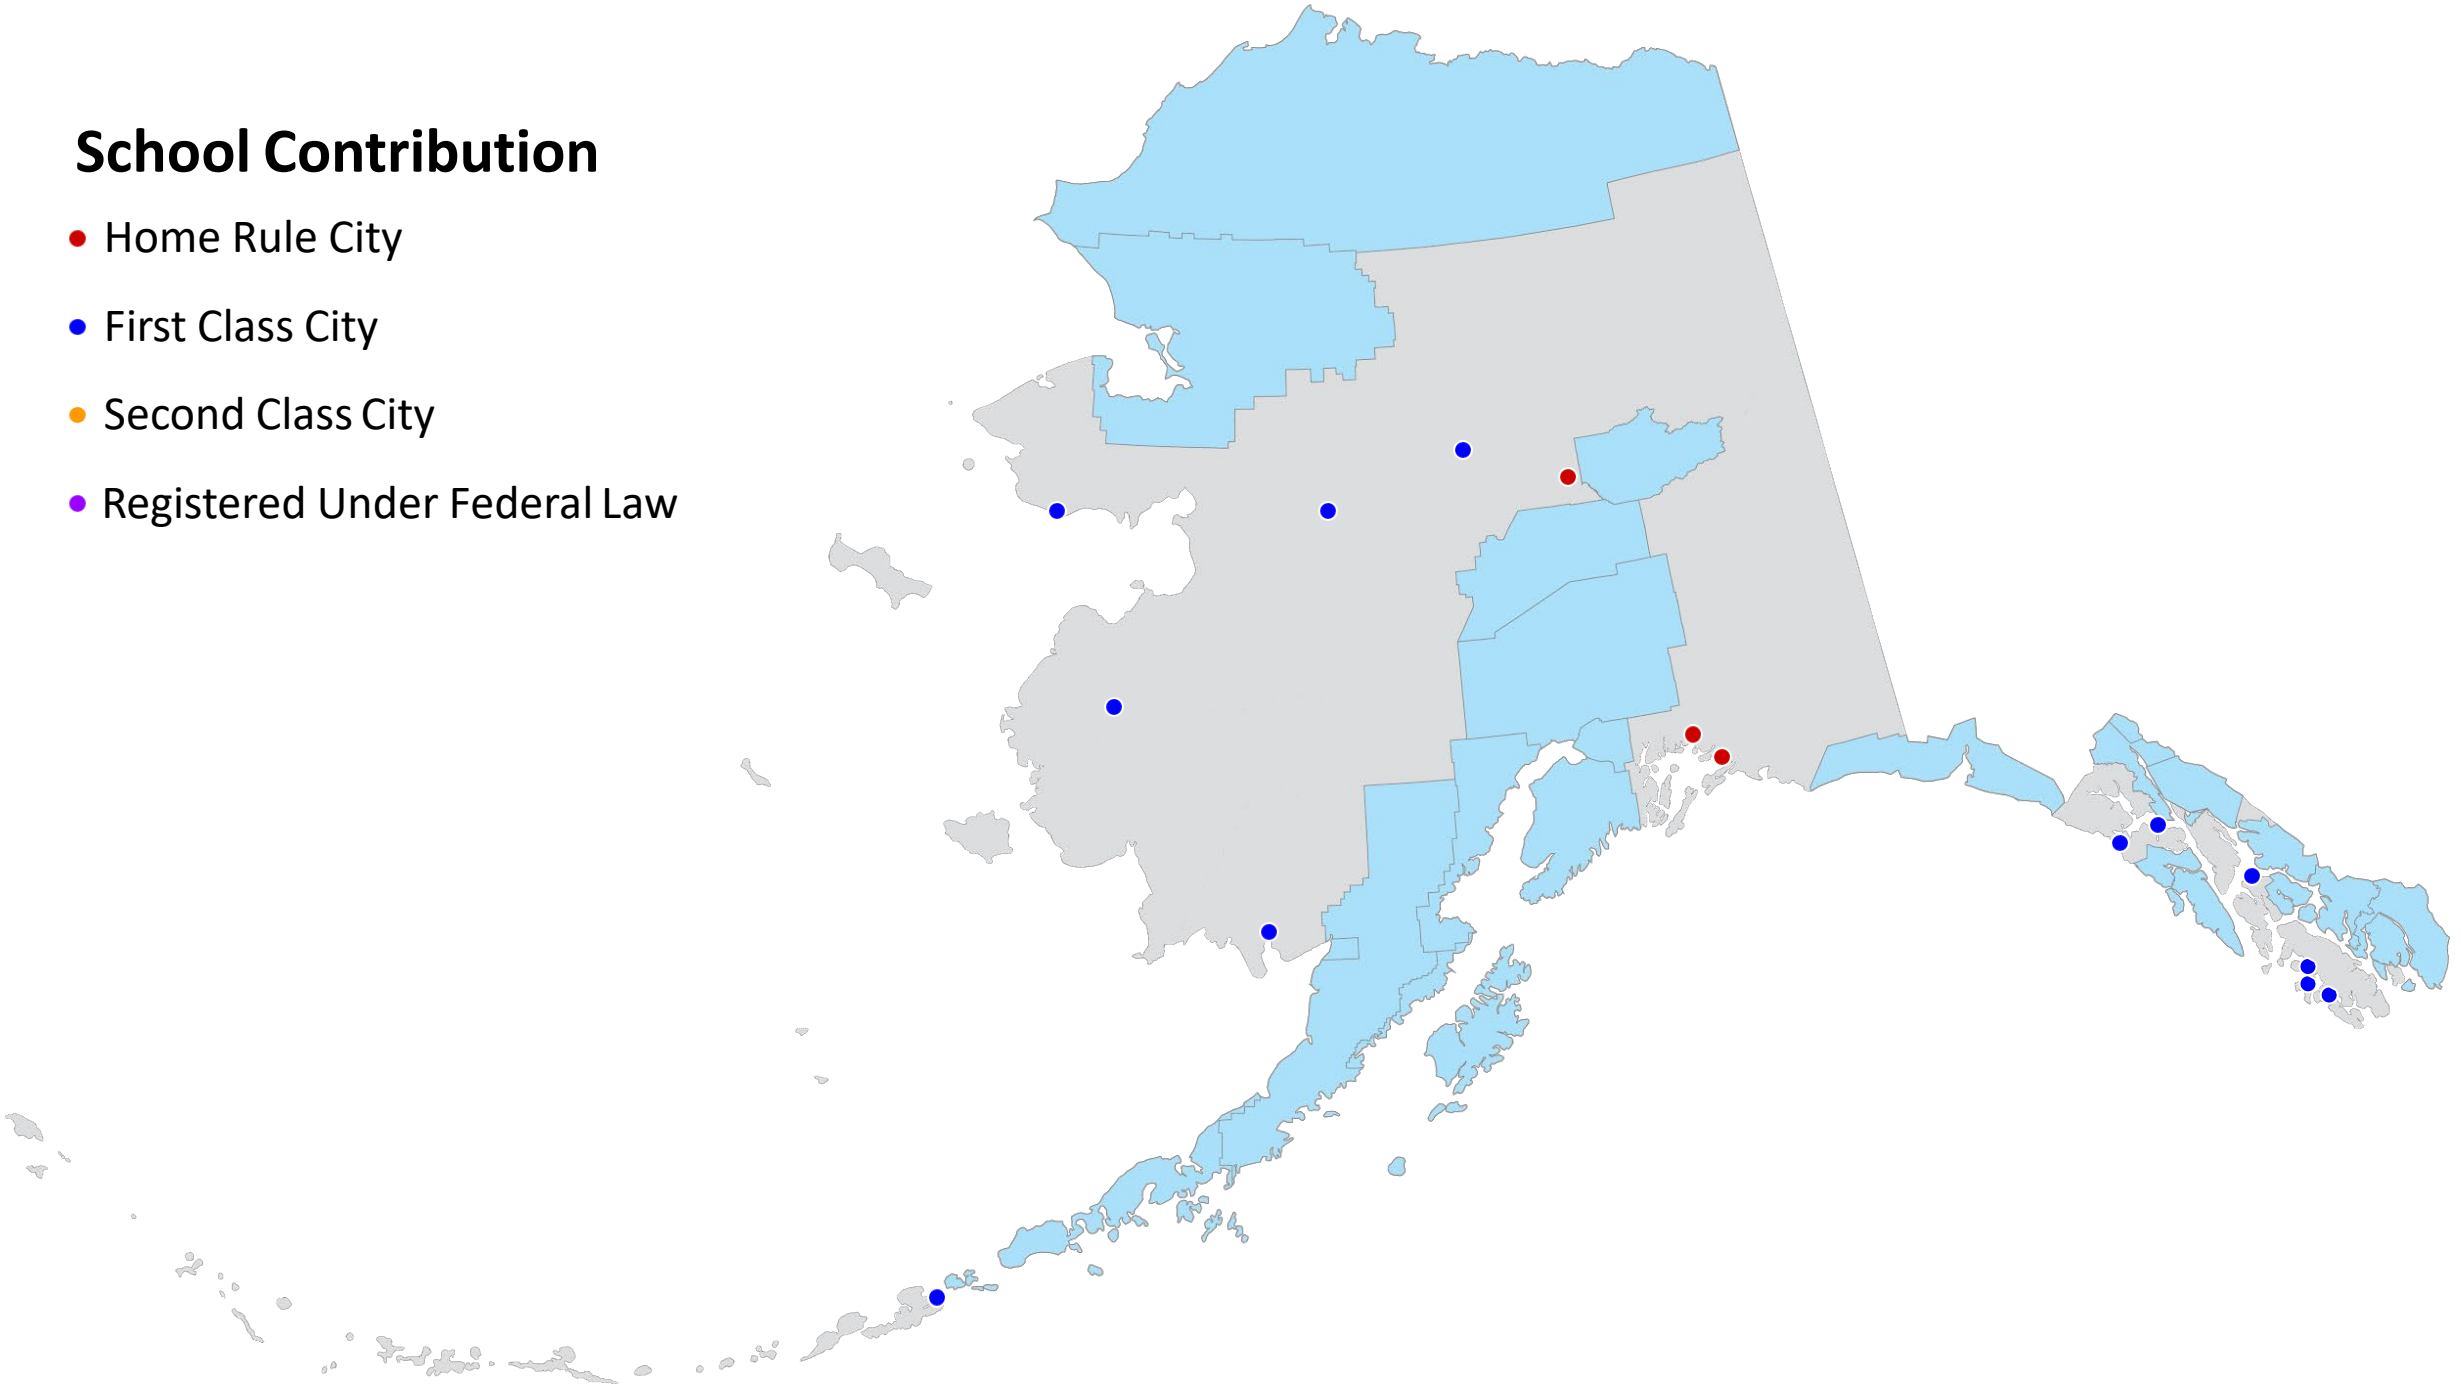 School Contribution
Home Rule City
First Class City
Second Class City
Registered Under Federal Law